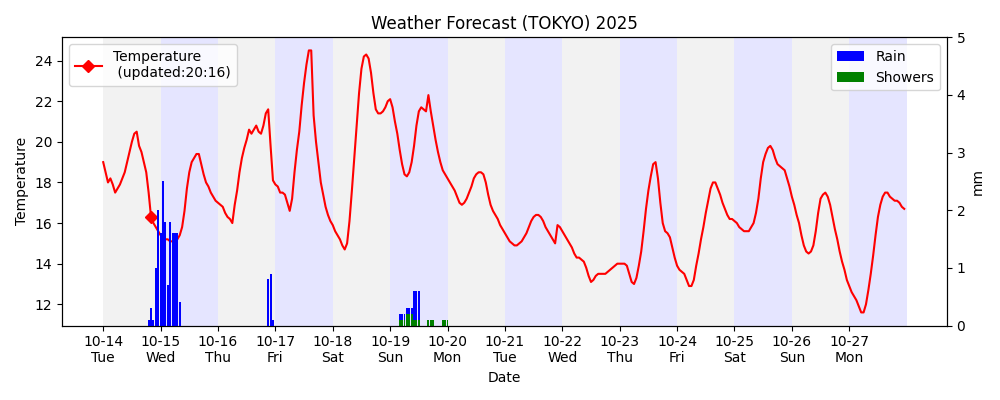 Weather Forecast (TOKYO) 2025
Temperature
(updated:20:16)
Rain
Showers
Temperature
24
22
20
18
16
14
12
5
4
3
2
1
0
mm
10-14 10-15 10-16 10-17 10-18 10-19 10-20 10-21 10-22 10-23 10-24 10-25 10-26 10-27
Tue Wed Thu Fri Sat Sun Mon Tue Wed Thu Fri Sat Sun Mon
Date